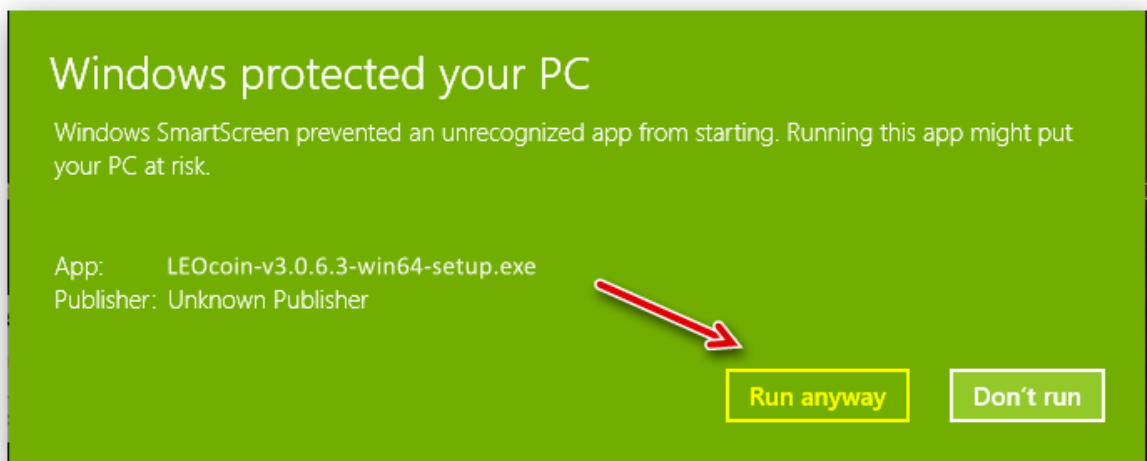 Windows protected your PC
Windows SmartScreen prevented an unrecognized app from starting. Running this app might put
your PC at risk.
App: LEOcoin-v3.0.6.3-win64-setup.exe
Publisher: Unknown Publisher
Run anyway Don't run